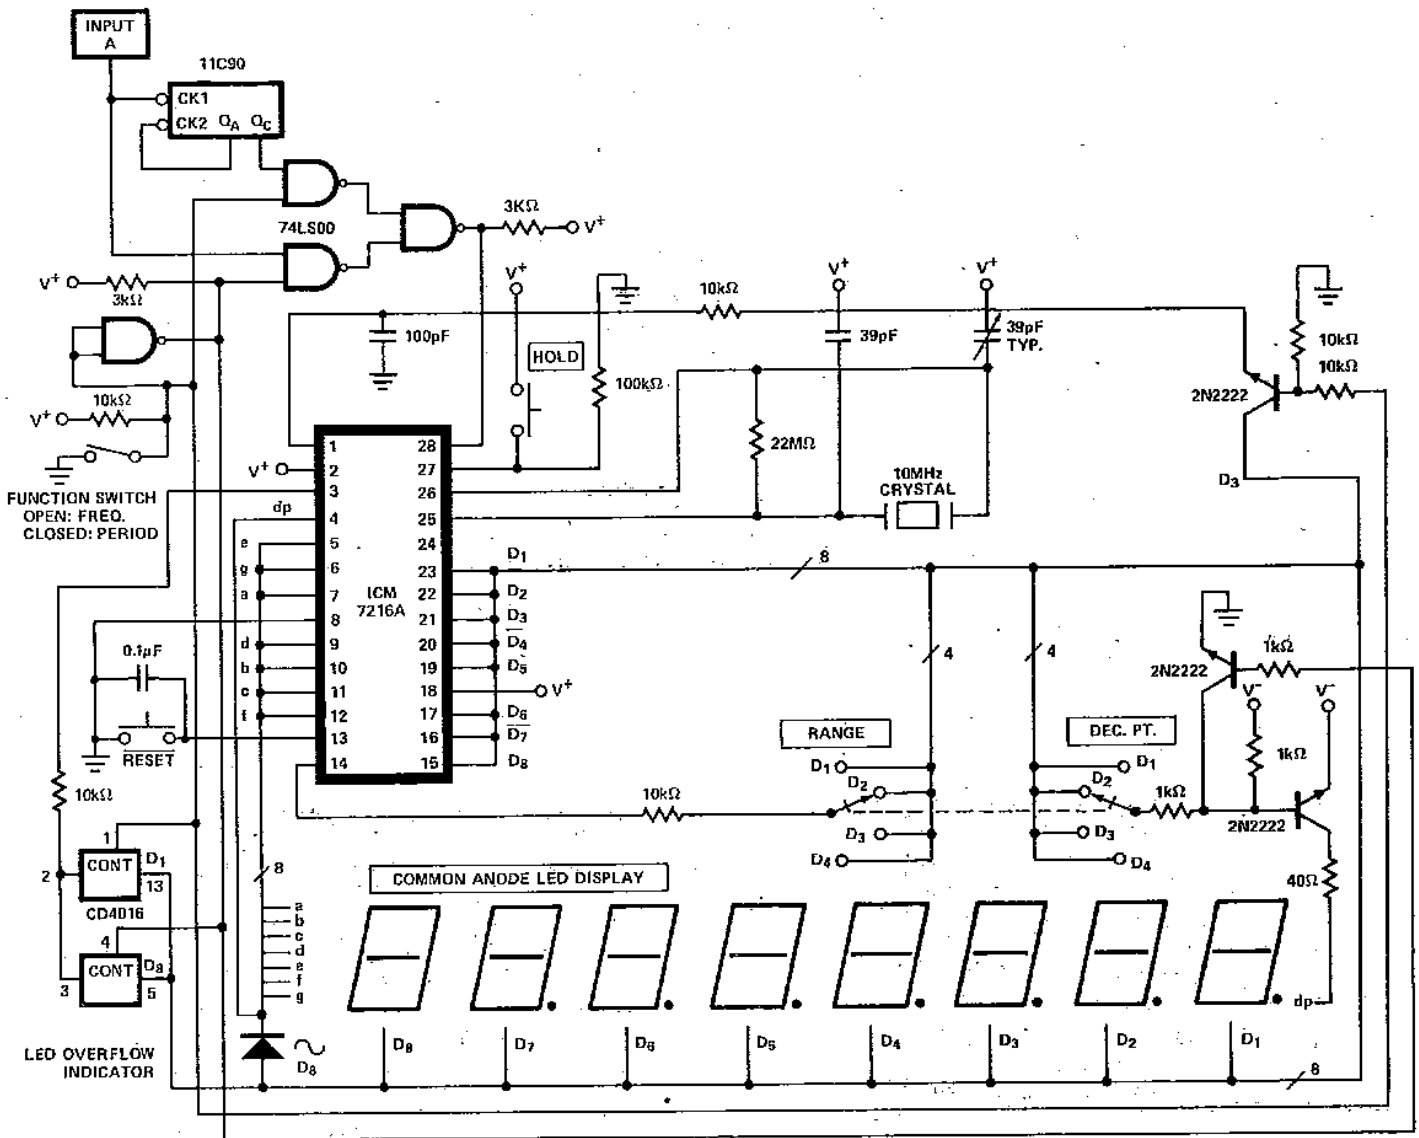 INPUT
A
11C90
CK1
CK2 QA QC
74LS00
3KΩ
V+
V+
3kΩ
V+
100pF
HOLD
100kΩ
10kΩ
V+
39pF
V+
39pF
TYP.
10kΩ
10kΩ
2N2222
D3
10kΩ
V+
FUNCTION SWITCH
OPEN: FREQ.
CLOSED: PERIOD
V+
dp
e
g
a
d
b
c
f
1
2
3
4
5
6
7
8
9
10
11
12
13
14
ICM
7216A
28
27
26
25
24
23
22
21
20
19
18
17
16
15
D1
D2
D3
D4
D5
V+
D6
D7
D8
22MΩ
10MHz
CRYSTAL
8
4
4
0.1µF
RESET
10kΩ
RANGE
D1
D2
D3
D4
10kΩ
DEC. PT.
D1
D2
D3
D4
1kΩ
2N2222
1kΩ
V-
V-
1kΩ
2N2222
40Ω
1
CONT D1
2
13
CD4016
4
CONT D8
3
5
8
a
b
c
d
e
f
g
COMMON ANODE LED DISPLAY
dp
LED OVERFLOW
INDICATOR
D8
D8
D7
D6
D5
D4
D3
D2
D1
8